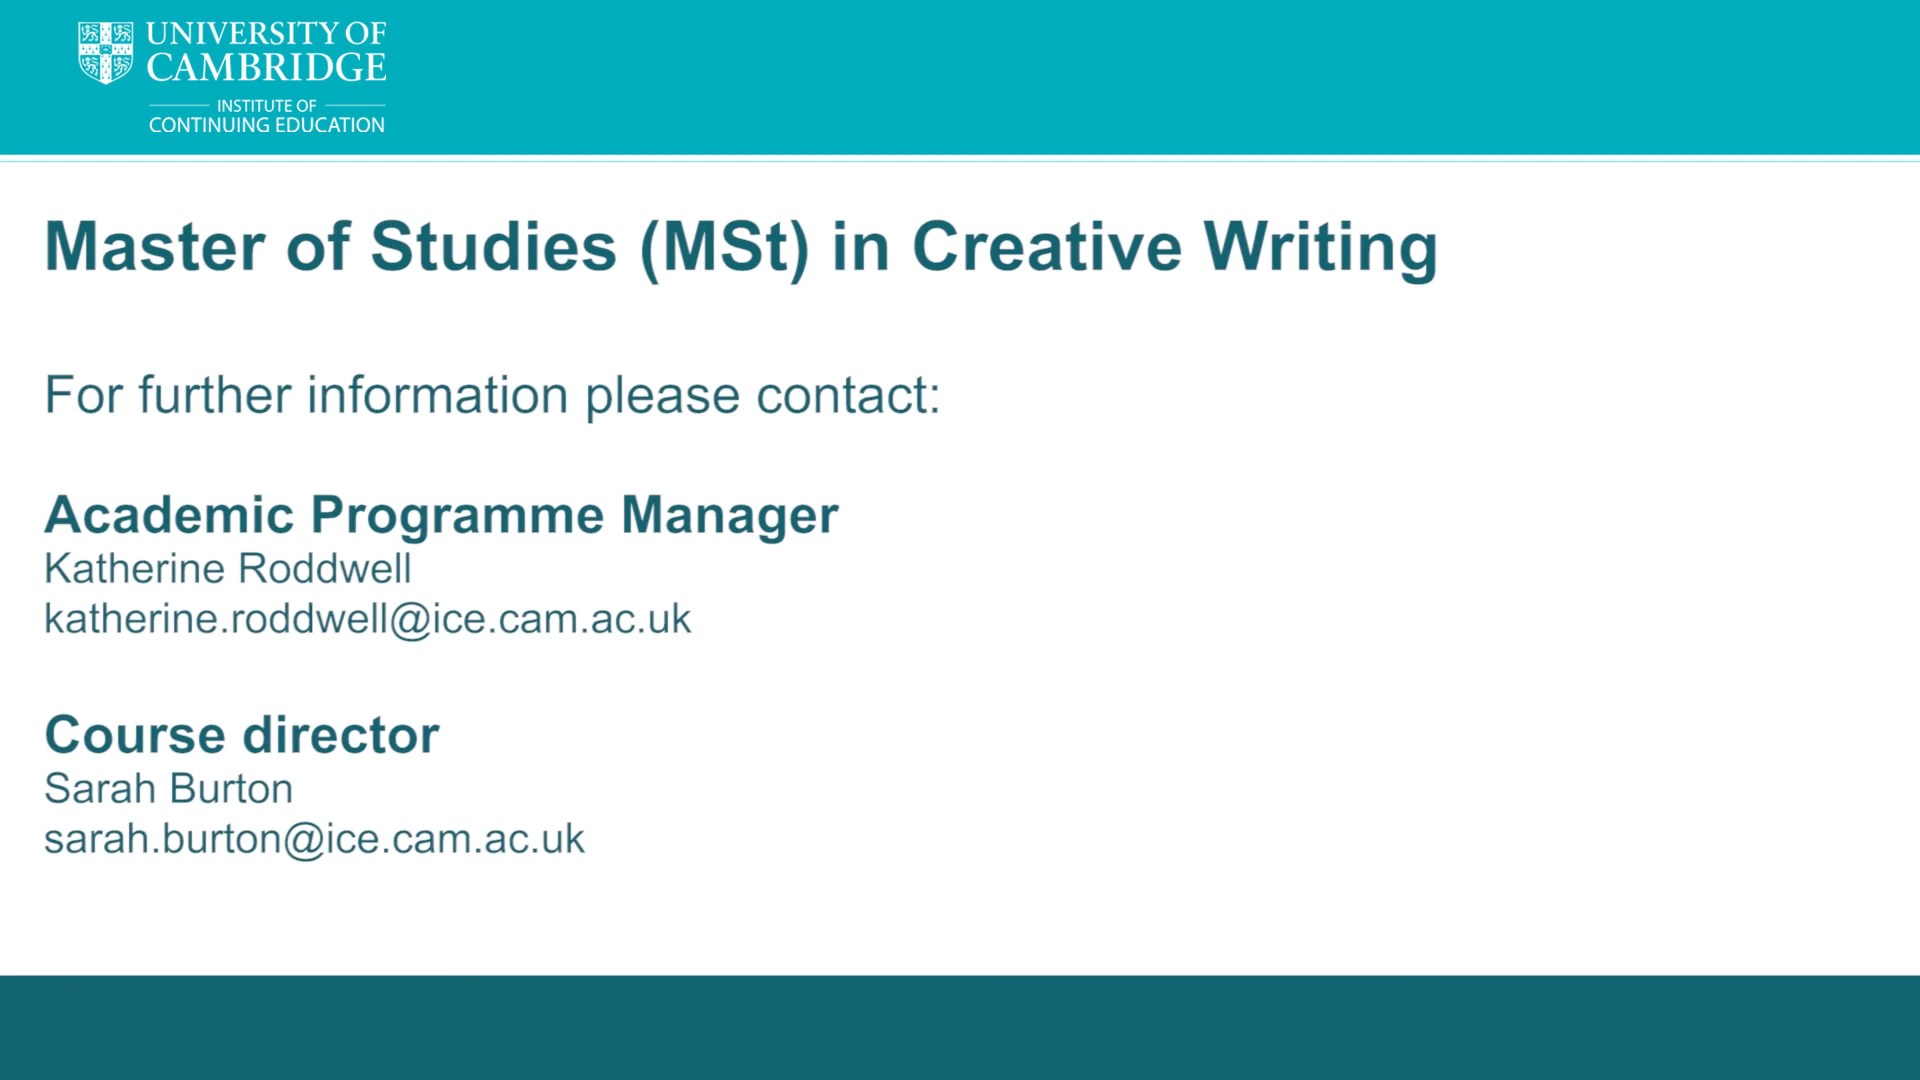 UNIVERSITY OF
CAMBRIDGE
INSTITUTE OF
CONTINUING EDUCATION
Master of Studies (MSt) in Creative Writing
For further information please contact:
Academic Programme Manager
Katherine Roddwell
katherine.roddwell@ice.cam.ac.uk
Course director
Sarah Burton
sarah.burton@ice.cam.ac.uk